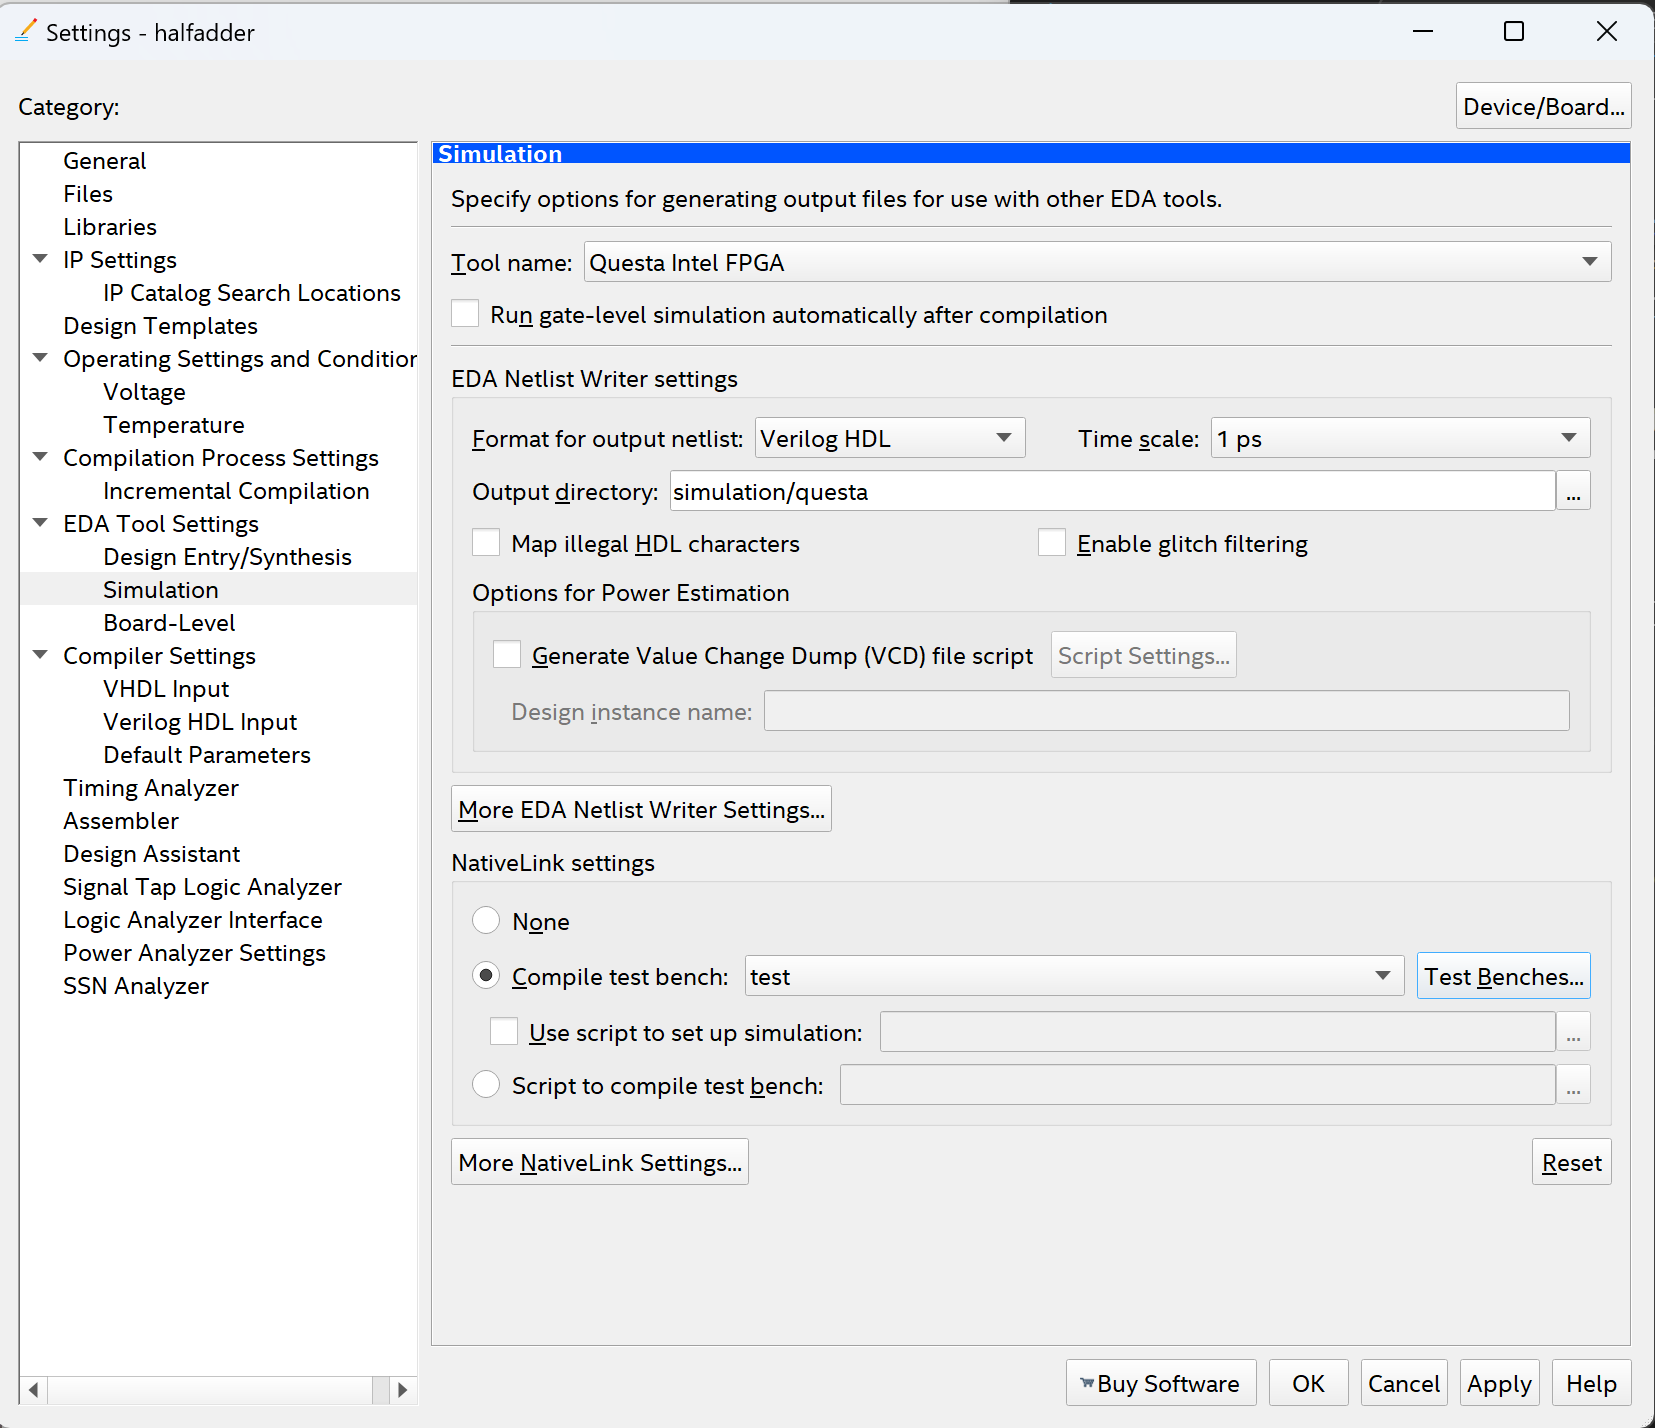 Settings - halfadder
Category:
Device/Board...
General
Files
Libraries
IP Settings
IP Catalog Search Locations
Design Templates
Operating Settings and Condition
Voltage
Temperature
Compilation Process Settings
Incremental Compilation
EDA Tool Settings
Design Entry/Synthesis
Simulation
Board-Level
Compiler Settings
VHDL Input
Verilog HDL Input
Default Parameters
Timing Analyzer
Assembler
Design Assistant
Signal Tap Logic Analyzer
Logic Analyzer Interface
Power Analyzer Settings
SSN Analyzer
Simulation
Specify options for generating output files for use with other EDA tools.
Tool name: Questa Intel FPGA
Run gate-level simulation automatically after compilation
EDA Netlist Writer settings
Format for output netlist: Verilog HDL Time scale: 1 ps
Output directory: simulation/questa ...
Map illegal HDL characters Enable glitch filtering
Options for Power Estimation
Generate Value Change Dump (VCD) file script Script Settings...
Design instance name:
More EDA Netlist Writer Settings...
NativeLink settings
None
Compile test bench: test Test Benches...
Use script to set up simulation: ...
Script to compile test bench: ...
More NativeLink Settings... Reset
Buy Software OK Cancel Apply Help